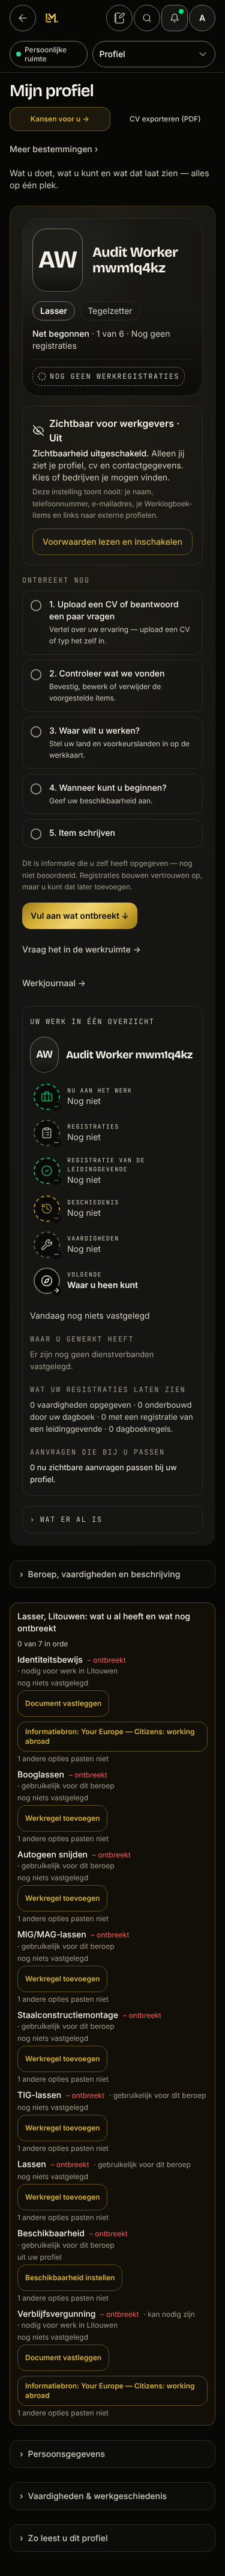 A
Persoonlijke
ruimte
Profiel
Mijn profiel
Kansen voor u →
CV exporteren (PDF)
Meer bestemmingen ›
Wat u doet, wat u kunt en wat dat laat zien — alles
op één plek.
AW
Audit Worker
mwm1q4kz
Lasser
Tegelzetter
Net begonnen · 1 van 6 · Nog geen
registraties
NOG GEEN WERKREGISTRATIES
Zichtbaar voor werkgevers ·
Uit
Zichtbaarheid uitgeschakeld. Alleen jij
ziet je profiel, cv en contactgegevens.
Kies of bedrijven je mogen vinden.
Deze instelling toont nooit: je naam,
telefoonnummer, e-mailadres, je Werklogboek-
items en links naar externe profielen.
Voorwaarden lezen en inschakelen
ONTBREEKT NOG
1. Upload een CV of beantwoord
een paar vragen
Vertel over uw ervaring — upload een CV
of typ het zelf in.
2. Controleer wat we vonden
Bevestig, bewerk of verwijder de
voorgestelde items.
3. Waar wilt u werken?
Stel uw land en voorkeurslanden in op de
werkkaart.
4. Wanneer kunt u beginnen?
Geef uw beschikbaarheid aan.
5. Item schrijven
Dit is informatie die u zelf heeft opgegeven — nog
niet beoordeeld. Registraties bouwen vertrouwen op,
maar u kunt dat later toevoegen.
Vul aan wat ontbreekt ↓
Vraag het in de werkruimte →
Werkjournaal →
UW WERK IN ÉÉN OVERZICHT
AW
Audit Worker mwm1q4kz
NU AAN HET WERK
Nog niet
REGISTRATIES
Nog niet
REGISTRATIE VAN DE
LEIDINGGEVENDE
Nog niet
GESCHIEDENIS
Nog niet
VAARDIGHEDEN
Nog niet
VOLGENDE
Waar u heen kunt
Vandaag nog niets vastgelegd
WAAR U GEWERKT HEEFT
Er zijn nog geen dienstverbanden
vastgelegd.
WAT UW REGISTRATIES LATEN ZIEN
0 vaardigheden opgegeven · 0 onderbouwd
door uw dagboek · 0 met een registratie van
een leidinggevende · 0 dagboekregels.
AANVRAGEN DIE BIJ U PASSEN
0 nu zichtbare aanvragen passen bij uw
profiel.
› WAT ER AL IS
› Beroep, vaardigheden en beschrijving
Lasser, Litouwen: wat u al heeft en wat nog
ontbreekt
0 van 7 in orde
Identiteitsbewijs – ontbreekt
· nodig voor werk in Litouwen
nog niets vastgelegd
Document vastleggen
Informatiebron: Your Europe — Citizens: working
abroad
1 andere opties pasten niet
Booglassen – ontbreekt
· gebruikelijk voor dit beroep
nog niets vastgelegd
Werkregel toevoegen
1 andere opties pasten niet
Autogeen snijden – ontbreekt
· gebruikelijk voor dit beroep
nog niets vastgelegd
Werkregel toevoegen
1 andere opties pasten niet
MIG/MAG-lassen – ontbreekt
· gebruikelijk voor dit beroep
nog niets vastgelegd
Werkregel toevoegen
1 andere opties pasten niet
Staalconstructiemontage – ontbreekt
· gebruikelijk voor dit beroep
nog niets vastgelegd
Werkregel toevoegen
1 andere opties pasten niet
TIG-lassen – ontbreekt · gebruikelijk voor dit beroep
nog niets vastgelegd
Werkregel toevoegen
1 andere opties pasten niet
Lassen – ontbreekt · gebruikelijk voor dit beroep
nog niets vastgelegd
Werkregel toevoegen
1 andere opties pasten niet
Beschikbaarheid – ontbreekt
· gebruikelijk voor dit beroep
uit uw profiel
Beschikbaarheid instellen
1 andere opties pasten niet
Verblijfsvergunning – ontbreekt · kan nodig zijn
· nodig voor werk in Litouwen
nog niets vastgelegd
Document vastleggen
Informatiebron: Your Europe — Citizens: working
abroad
1 andere opties pasten niet
› Persoonsgegevens
› Vaardigheden & werkgeschiedenis
› Zo leest u dit profiel